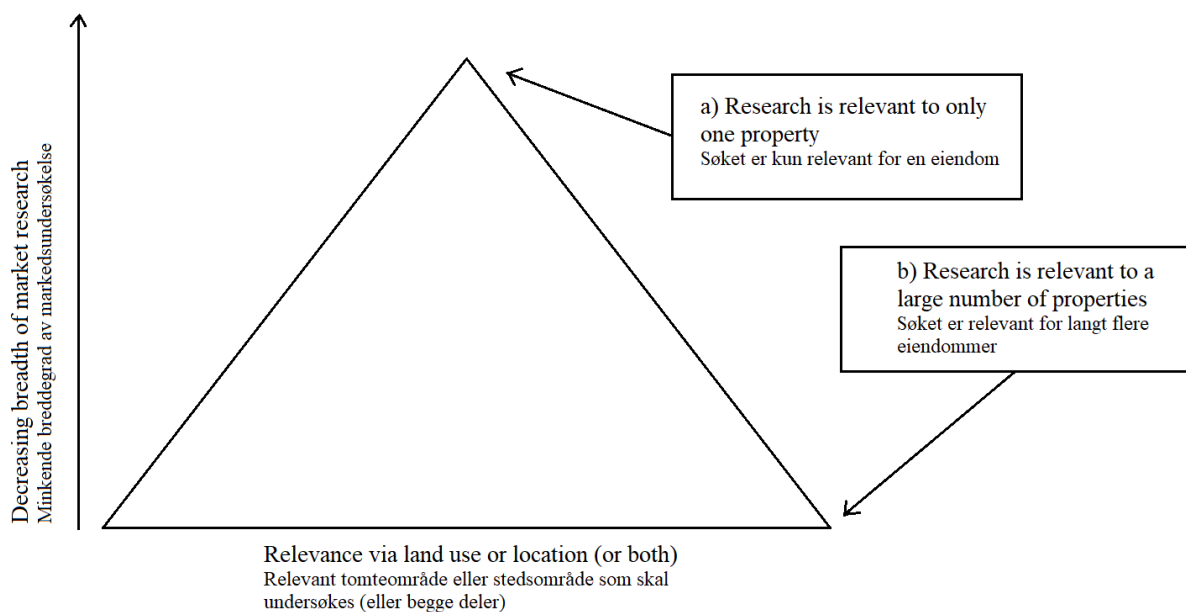 Decreasing breadth of market research
Minkende breddegrad av markedsundersøkelse
a) Research is relevant to only
one property
Søket er kun relevant for en eiendom
b) Research is relevant to a
large number of properties
Søket er relevant for langt flere
eiendommer
Relevance via land use or location (or both)
Relevant tomteområde eller stedsområde som skal
undersøkes (eller begge deler)